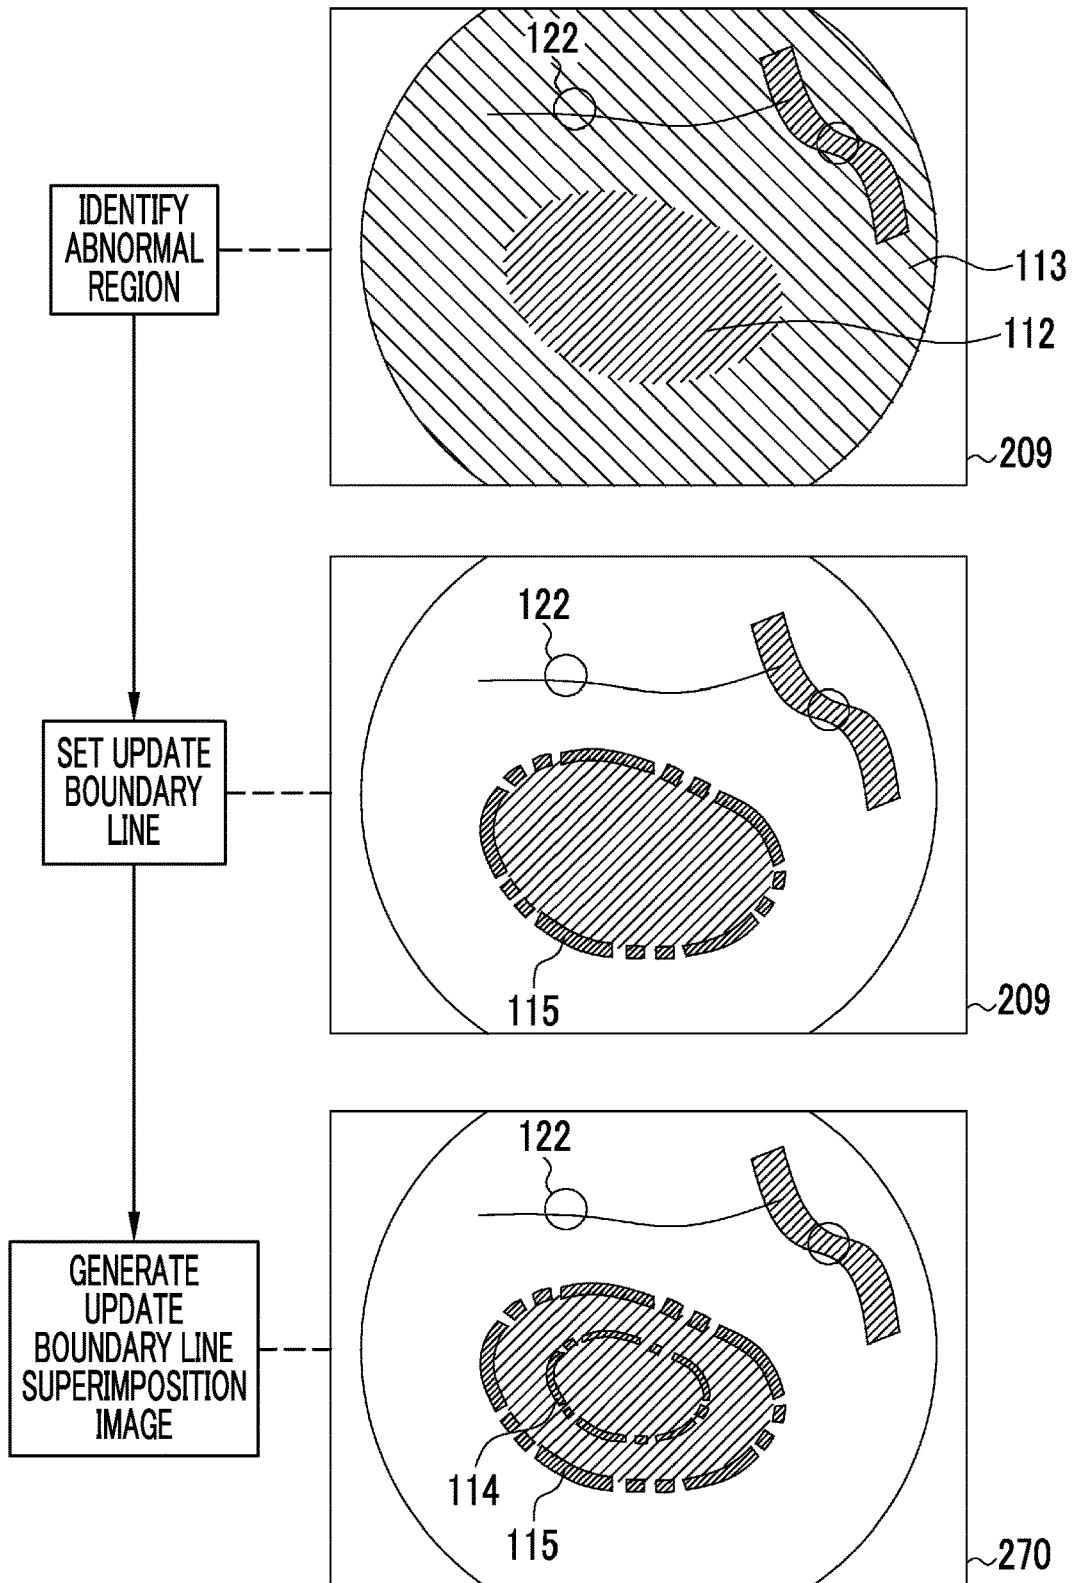 122
IDENTIFY
ABNORMAL
REGION
113
112
209
122
SET UPDATE
BOUNDARY
LINE
115
209
122
GENERATE
UPDATE
BOUNDARY LINE
SUPERIMPOSITION
IMAGE
114
115
270